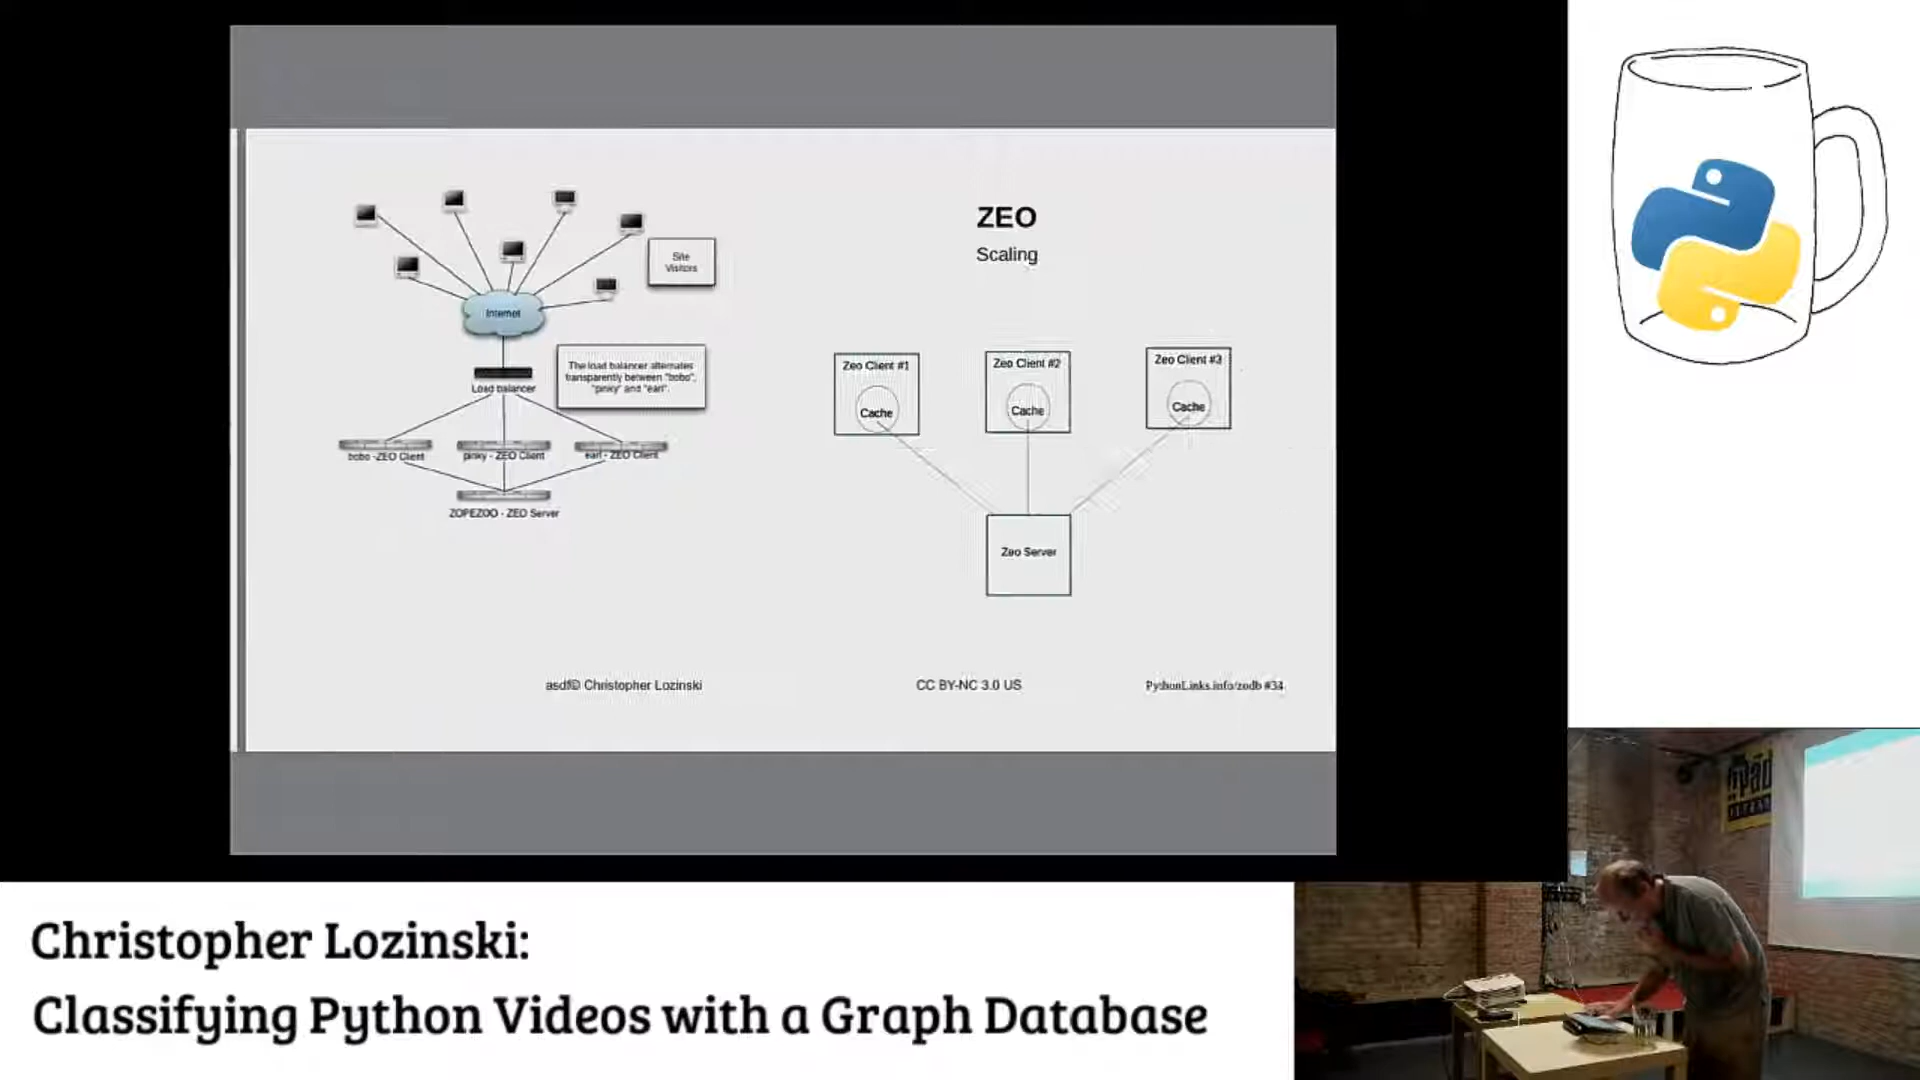 Site
Visitors
Internet
The load balancer alternates
transparently between "bobo",
"pinky" and "earl".
Load balancer
bobo -ZEO Client
pinky - ZEO Client
earl - ZEO Client
ZOPEZOO - ZEO Server
ZEO
Scaling
Zeo Client #1
Cache
Zeo Client #2
Cache
Zeo Client #3
Cache
Zeo Server
asdf© Christopher Lozinski
CC BY-NC 3.0 US
PythonLinks.info/zodb #34
Christopher Lozinski:
Classifying Python Videos with a Graph Database